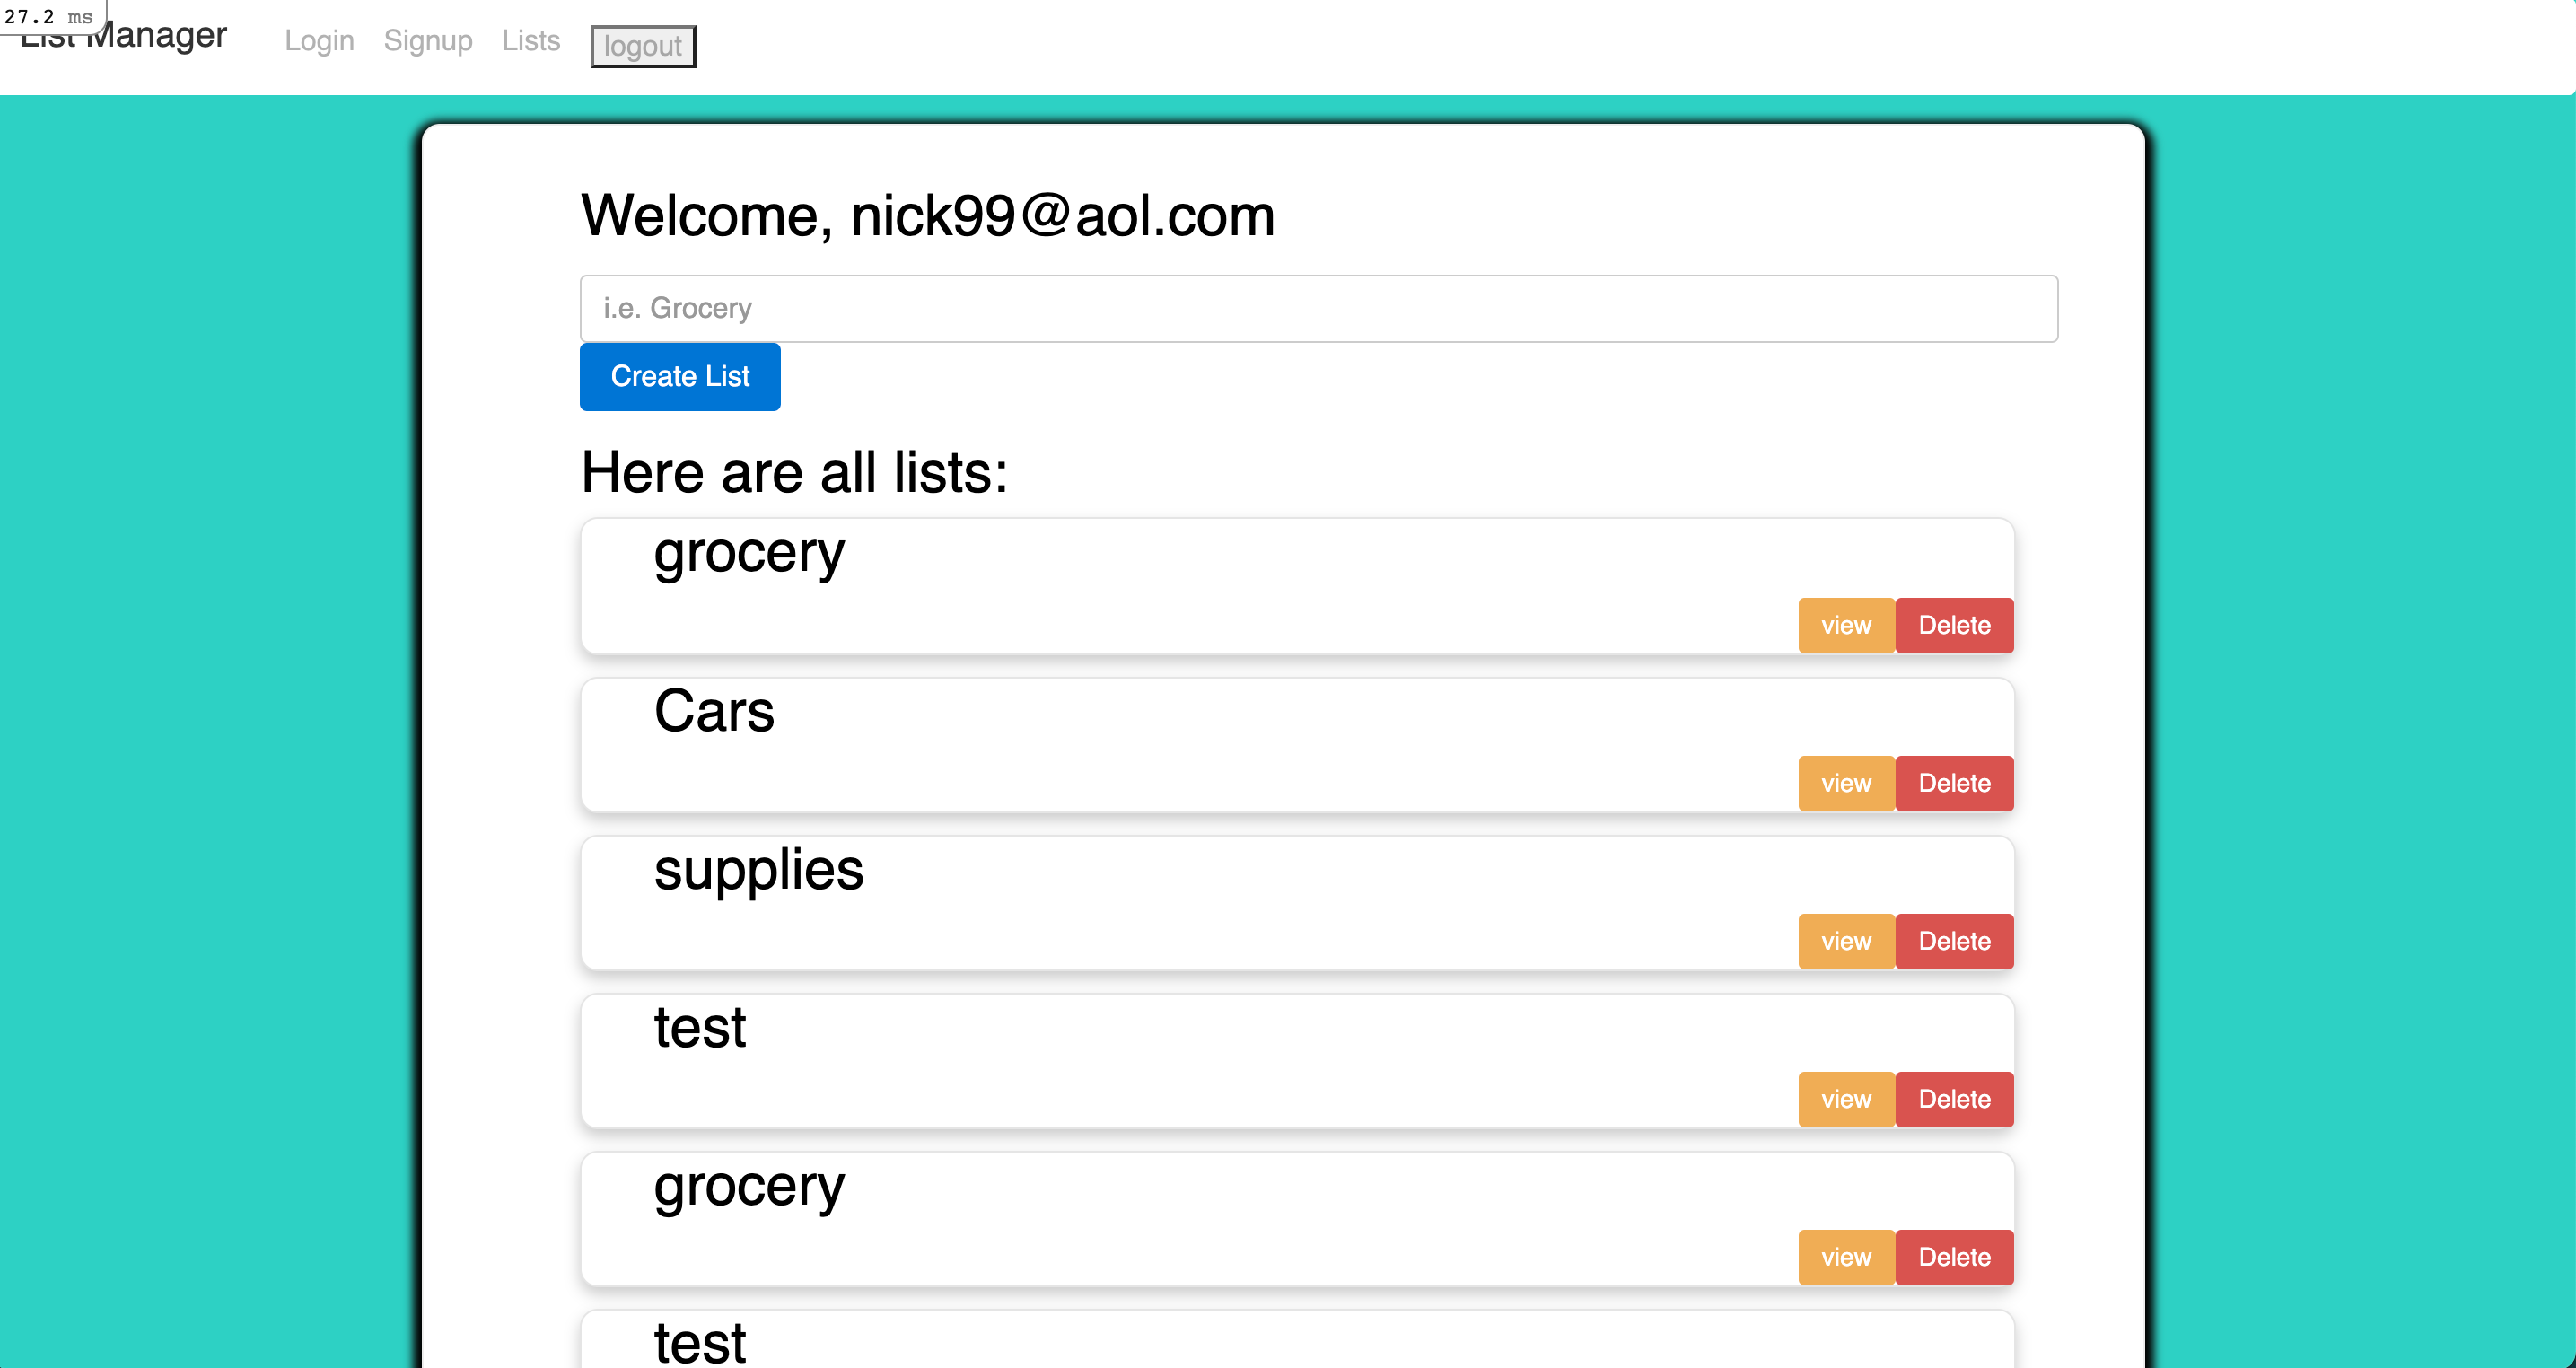 27.2 ms
List Manager Login Signup Lists logout
Welcome, nick99@aol.com
i.e. Grocery
Create List
Here are all lists:
grocery
view Delete
Cars
view Delete
supplies
view Delete
test
view Delete
grocery
view Delete
test